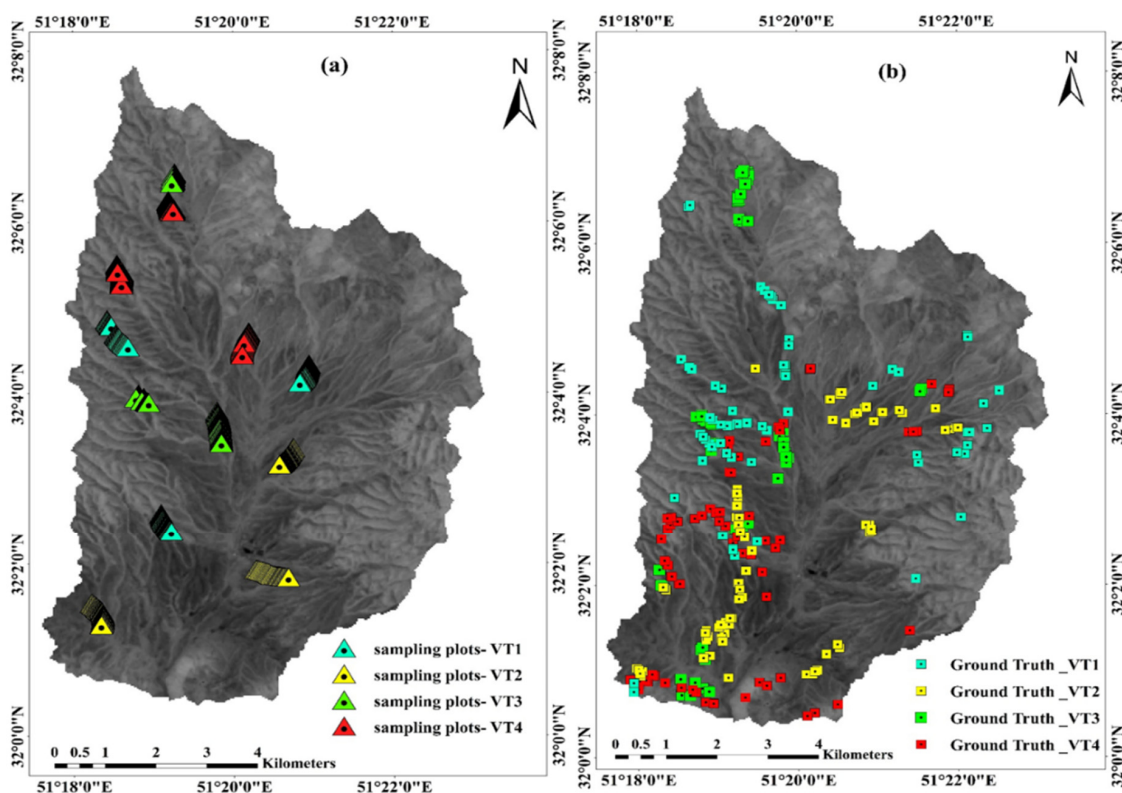 51°18'0"E 51°20'0"E 51°22'0"E
(a)
N
32°8'0"N
32°6'0"N
32°4'0"N
32°2'0"N
32°0'0"N
sampling plots- VT1
sampling plots- VT2
sampling plots- VT3
sampling plots- VT4
0 0.5 1 2 3 4
Kilometers
51°18'0"E 51°20'0"E 51°22'0"E
51°18'0"E 51°20'0"E 51°22'0"E
(b)
N
32°8'0"N
32°6'0"N
32°4'0"N
32°2'0"N
32°0'0"N
32°8'0"N
32°6'0"N
32°4'0"N
32°2'0"N
32°0'0"N
Ground Truth _VT1
Ground Truth _VT2
Ground Truth _VT3
Ground Truth _VT4
0 0.5 1 2 3 4
Kilometers
51°18'0"E 51°20'0"E 51°22'0"E